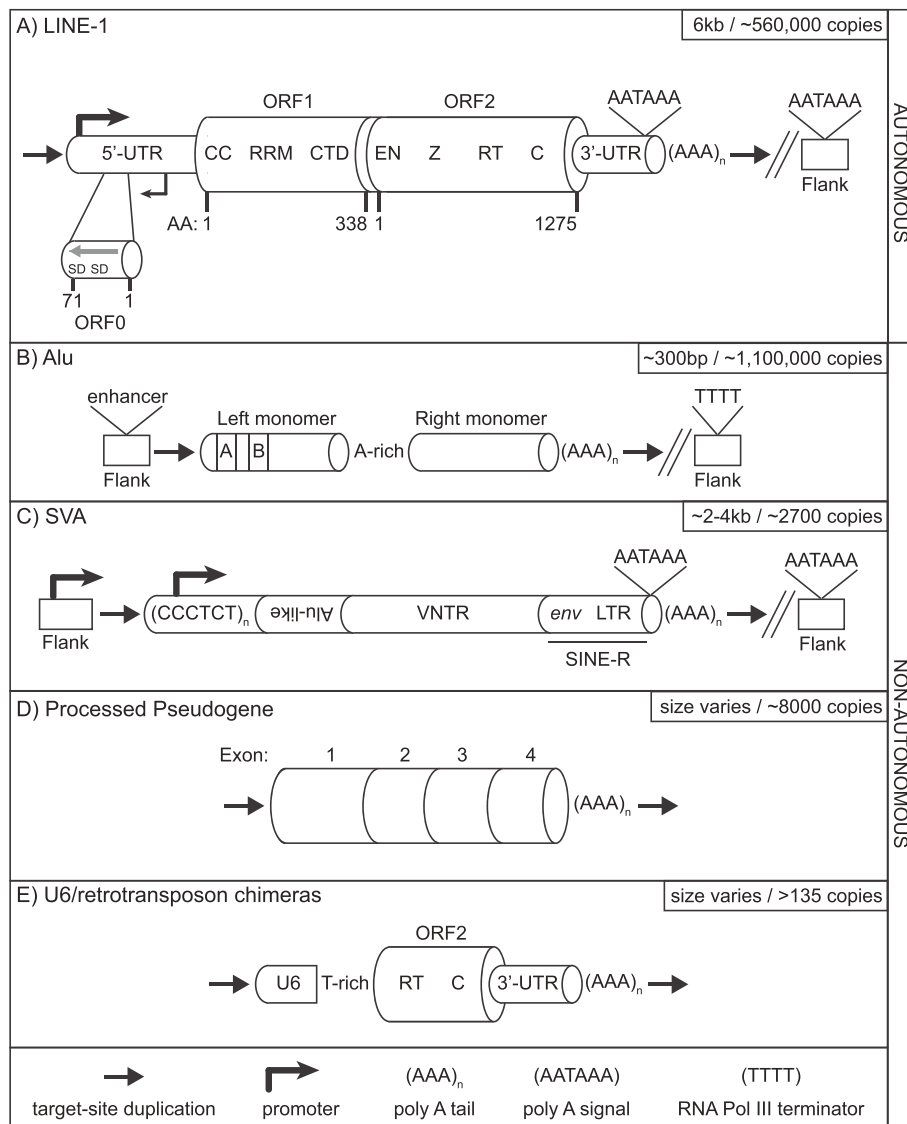 A) LINE-1
6kb / ~560,000 copies
ORF1 ORF2 AATAAA AATAAA
5’-UTR CC RRM CTD EN Z RT C 3’-UTR (AAA)n
Flank
AA: 1 338 1 1275
SD SD
71 1
ORF0
AUTONOMOUS
B) Alu
~300bp / ~1,100,000 copies
enhancer TTTT
Left monomer Right monomer
A B A-rich (AAA)n
Flank Flank
C) SVA
~2-4kb / ~2700 copies
AATAAA AATAAA
(CCCTCT)n Alu-like VNTR env LTR (AAA)n
Flank Flank
SINE-R
D) Processed Pseudogene
size varies / ~8000 copies
Exon: 1 2 3 4
(AAA)n
E) U6/retrotransposon chimeras
size varies / >135 copies
ORF2
U6 T-rich RT C 3’-UTR (AAA)n
NON-AUTONOMOUS
(AAA)n (AATAAA) (TTTT)
target-site duplication promoter poly A tail poly A signal RNA Pol III terminator